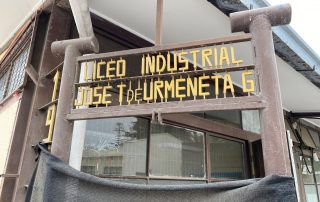 LICEO INDUSTRIAL
JOSE T DE URMENETA G